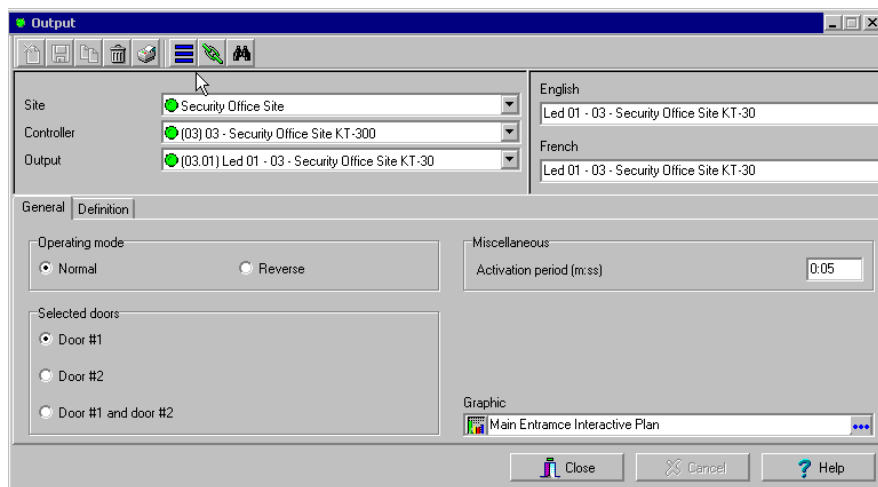 Output
Site
Security Office Site
Controller
(03) 03 - Security Office Site KT-300
Output
(03.01) Led 01 - 03 - Security Office Site KT-30
English
Led 01 - 03 - Security Office Site KT-30
French
Led 01 - 03 - Security Office Site KT-30
General
Definition
Operating mode
Normal
Reverse
Miscellaneous
Activation period (m:ss)
0:05
Selected doors
Door #1
Door #2
Door #1 and door #2
Graphic
Main Entramce Interactive Plan
Close
Cancel
Help